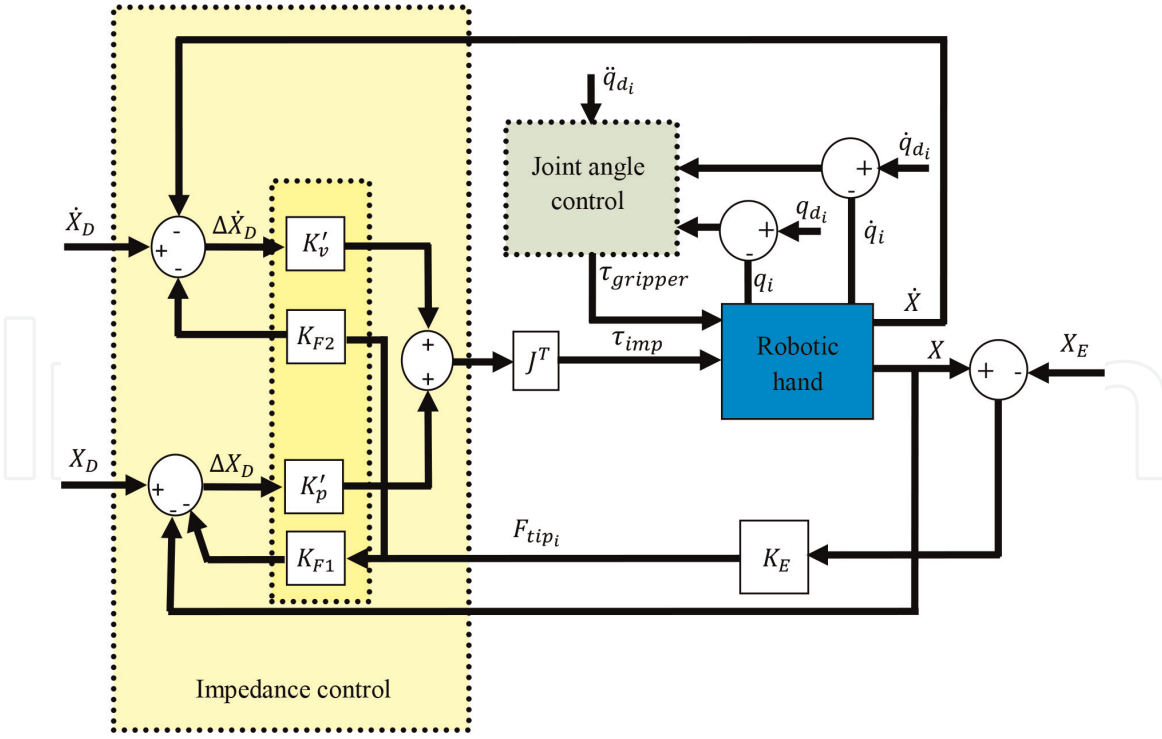 q̈_{d_i}
Joint angle
control
+
q̇_{d_i}
-
q_{d_i}
+
-
q̇_i
q_i
τ_{gripper}
Ẋ_D
+
-
-
ΔẊ_D
K′_v
K_{F2}
+
+
J^T
τ_{imp}
Robotic
hand
Ẋ
X
+
-
X_E
X_D
+
-
-
ΔX_D
K′_p
K_{F1}
F_{tip_i}
K_E
Impedance control